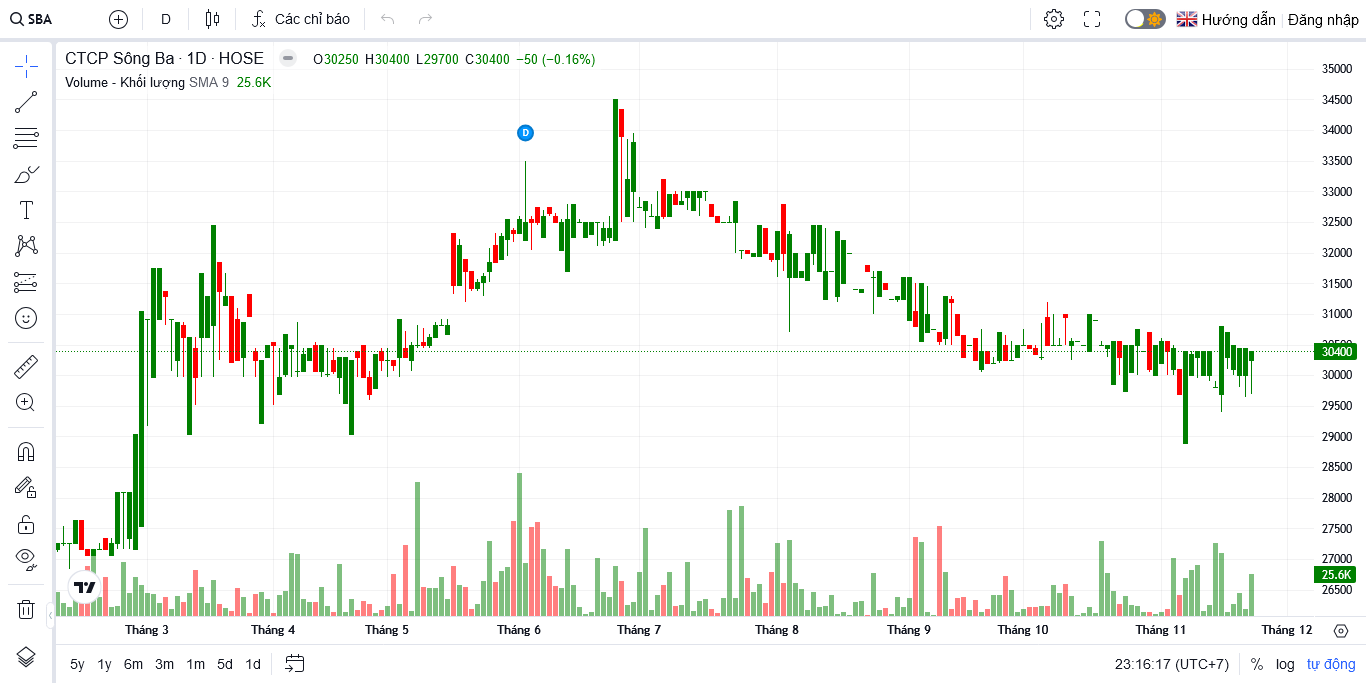 SBA D Các chỉ báo Hướng dẫn Đăng nhập
CTCP Sông Ba · 1D · HOSE O30250 H30400 L29700 C30400 −50 (−0.16%)
Volume - Khối lượng SMA 9 25.6K
D
35000
34500
34000
33500
33000
32500
32000
31500
31000
30400
30000
29500
29000
28500
28000
27500
27000
25.6K
26500
Tháng 3 Tháng 4 Tháng 5 Tháng 6 Tháng 7 Tháng 8 Tháng 9 Tháng 10 Tháng 11 Tháng 12
5y 1y 6m 3m 1m 5d 1d 23:16:17 (UTC+7) % log tự động